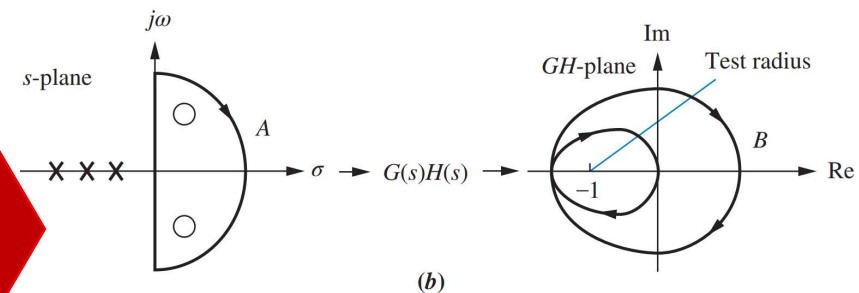 jω
s-plane
A
σ
G(s)H(s)
Im
GH-plane
Test radius
B
−1
Re
(b)